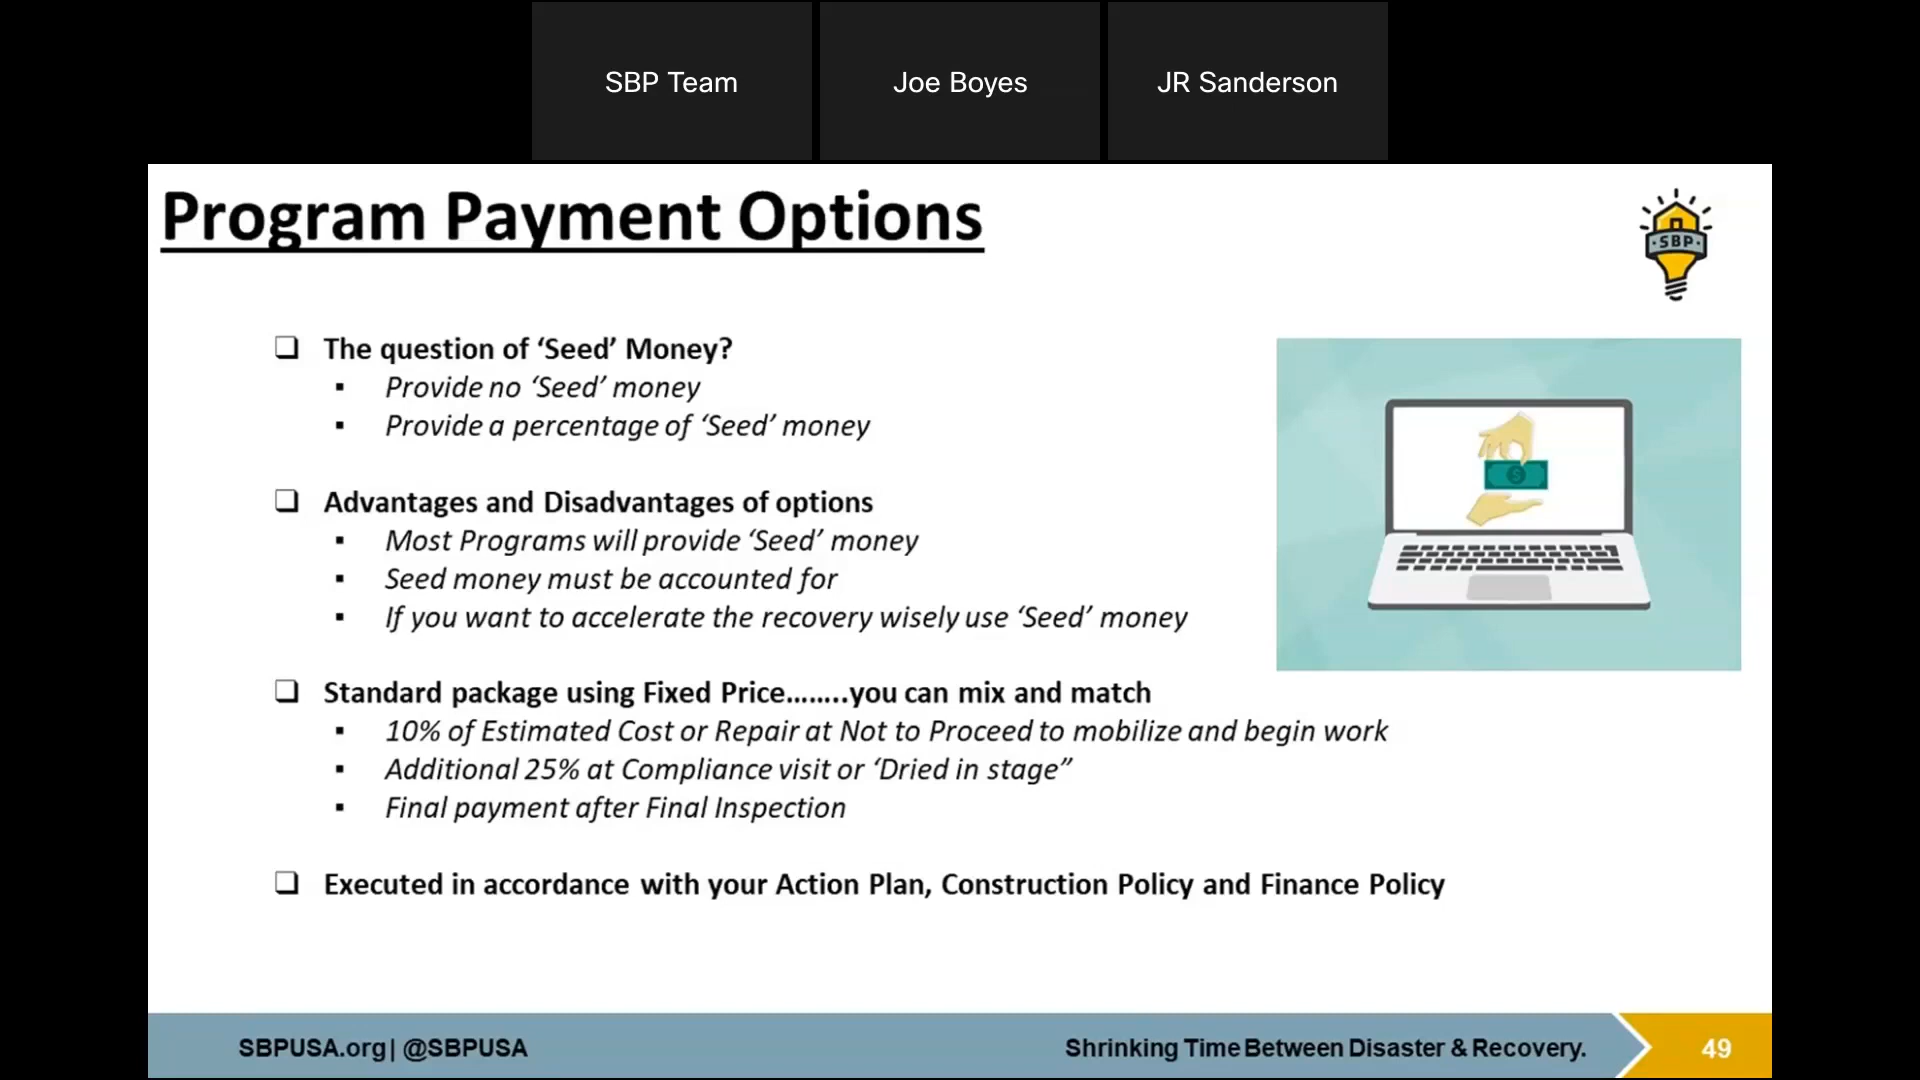 SBP Team
Joe Boyes
JR Sanderson
Program Payment Options
SBP
The question of ‘Seed’ Money?
Provide no ‘Seed’ money
Provide a percentage of ‘Seed’ money
Advantages and Disadvantages of options
Most Programs will provide ‘Seed’ money
Seed money must be accounted for
If you want to accelerate the recovery wisely use ‘Seed’ money
Standard package using Fixed Price……..you can mix and match
10% of Estimated Cost or Repair at Not to Proceed to mobilize and begin work
Additional 25% at Compliance visit or ‘Dried in stage”
Final payment after Final Inspection
Executed in accordance with your Action Plan, Construction Policy and Finance Policy
SBPUSA.org| @SBPUSA
Shrinking Time Between Disaster & Recovery.
49